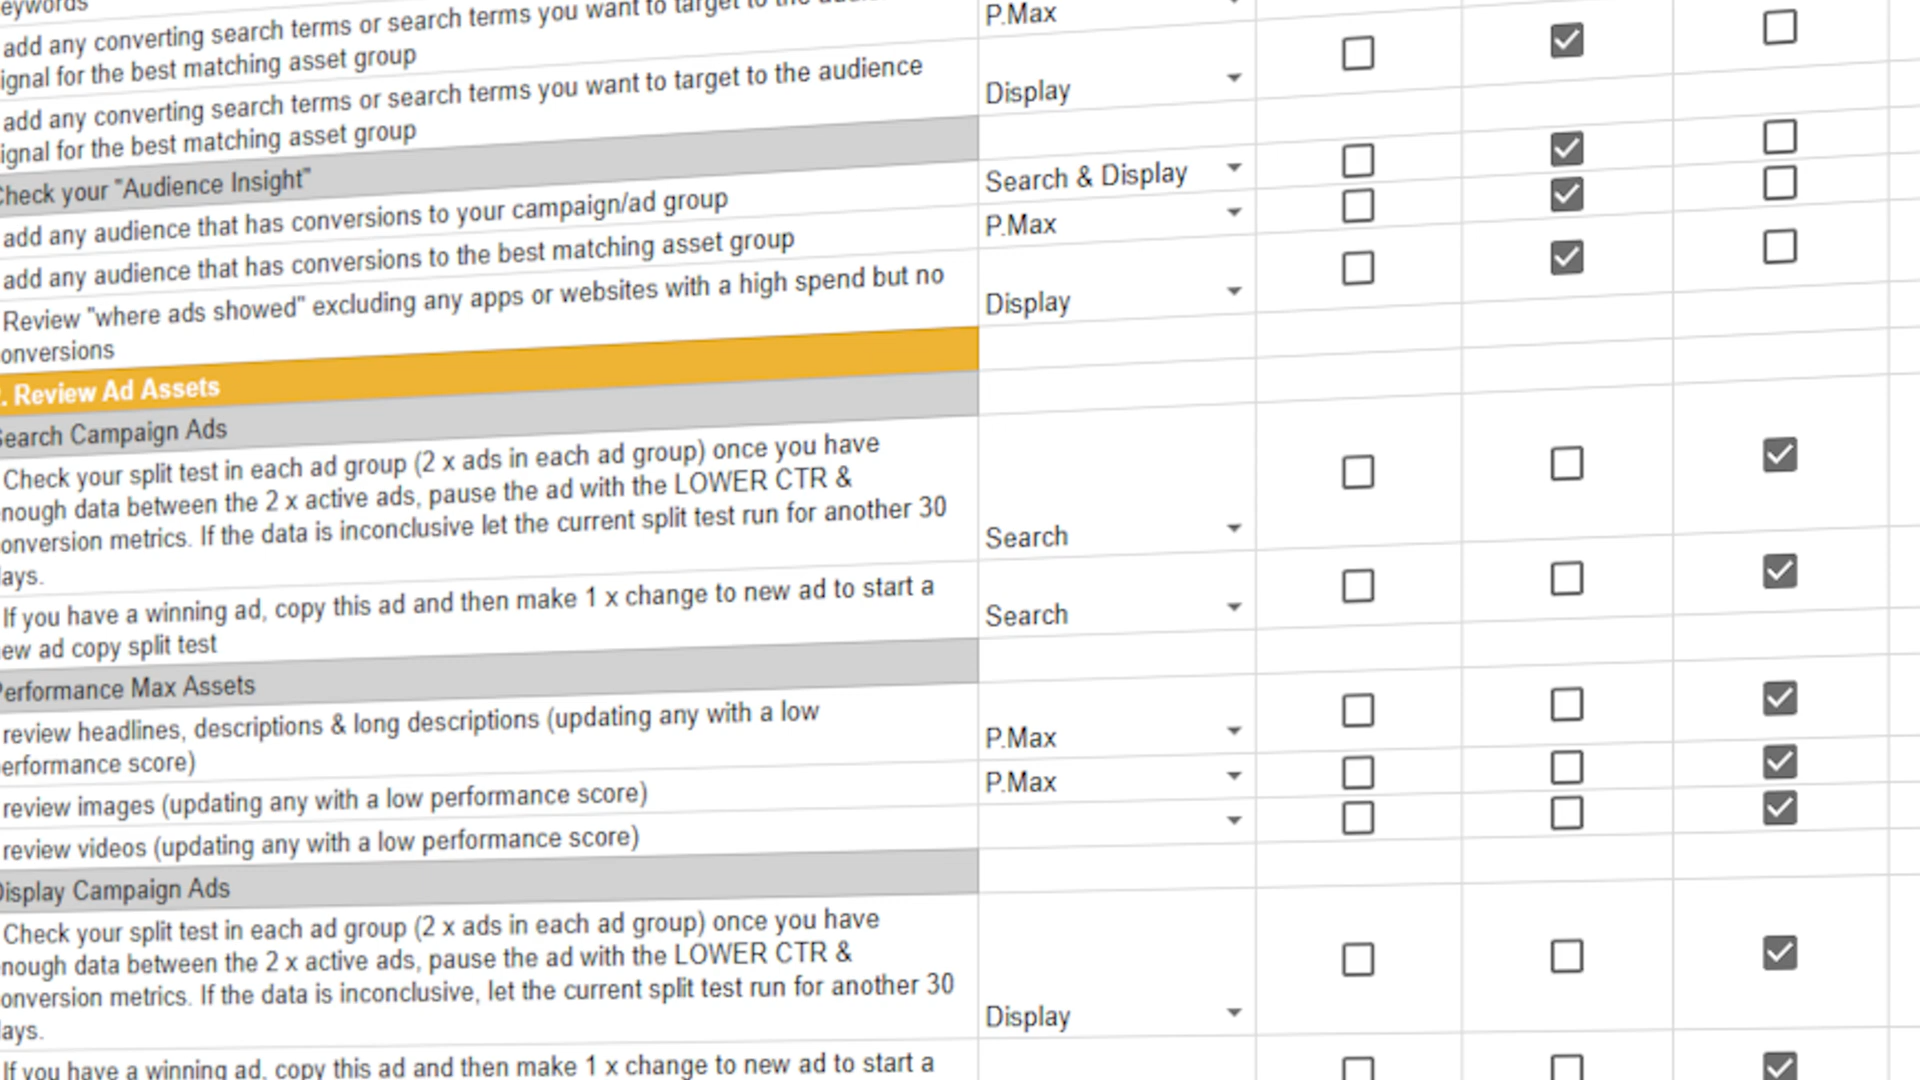 eywords
add any converting search terms or search terms you want to target to the
ignal for the best matching asset group
P.Max
add any converting search terms or search terms you want to target to the audience
ignal for the best matching asset group
Display
Check your "Audience Insight"
add any audience that has conversions to your campaign/ad group
Search & Display
add any audience that has conversions to the best matching asset group
P.Max
Review "where ads showed" excluding any apps or websites with a high spend but no
onversions
Display
. Review Ad Assets
Search Campaign Ads
Check your split test in each ad group (2 x ads in each ad group) once you have
nough data between the 2 x active ads, pause the ad with the LOWER CTR &
onversion metrics. If the data is inconclusive let the current split test run for another 30
ays.
Search
If you have a winning ad, copy this ad and then make 1 x change to new ad to start a
ew ad copy split test
Search
Performance Max Assets
review headlines, descriptions & long descriptions (updating any with a low
erformance score)
P.Max
review images (updating any with a low performance score)
P.Max
review videos (updating any with a low performance score)
Display Campaign Ads
Check your split test in each ad group (2 x ads in each ad group) once you have
nough data between the 2 x active ads, pause the ad with the LOWER CTR &
onversion metrics. If the data is inconclusive, let the current split test run for another 30
ays.
Display
If you have a winning ad, copy this ad and then make 1 x change to new ad to start a